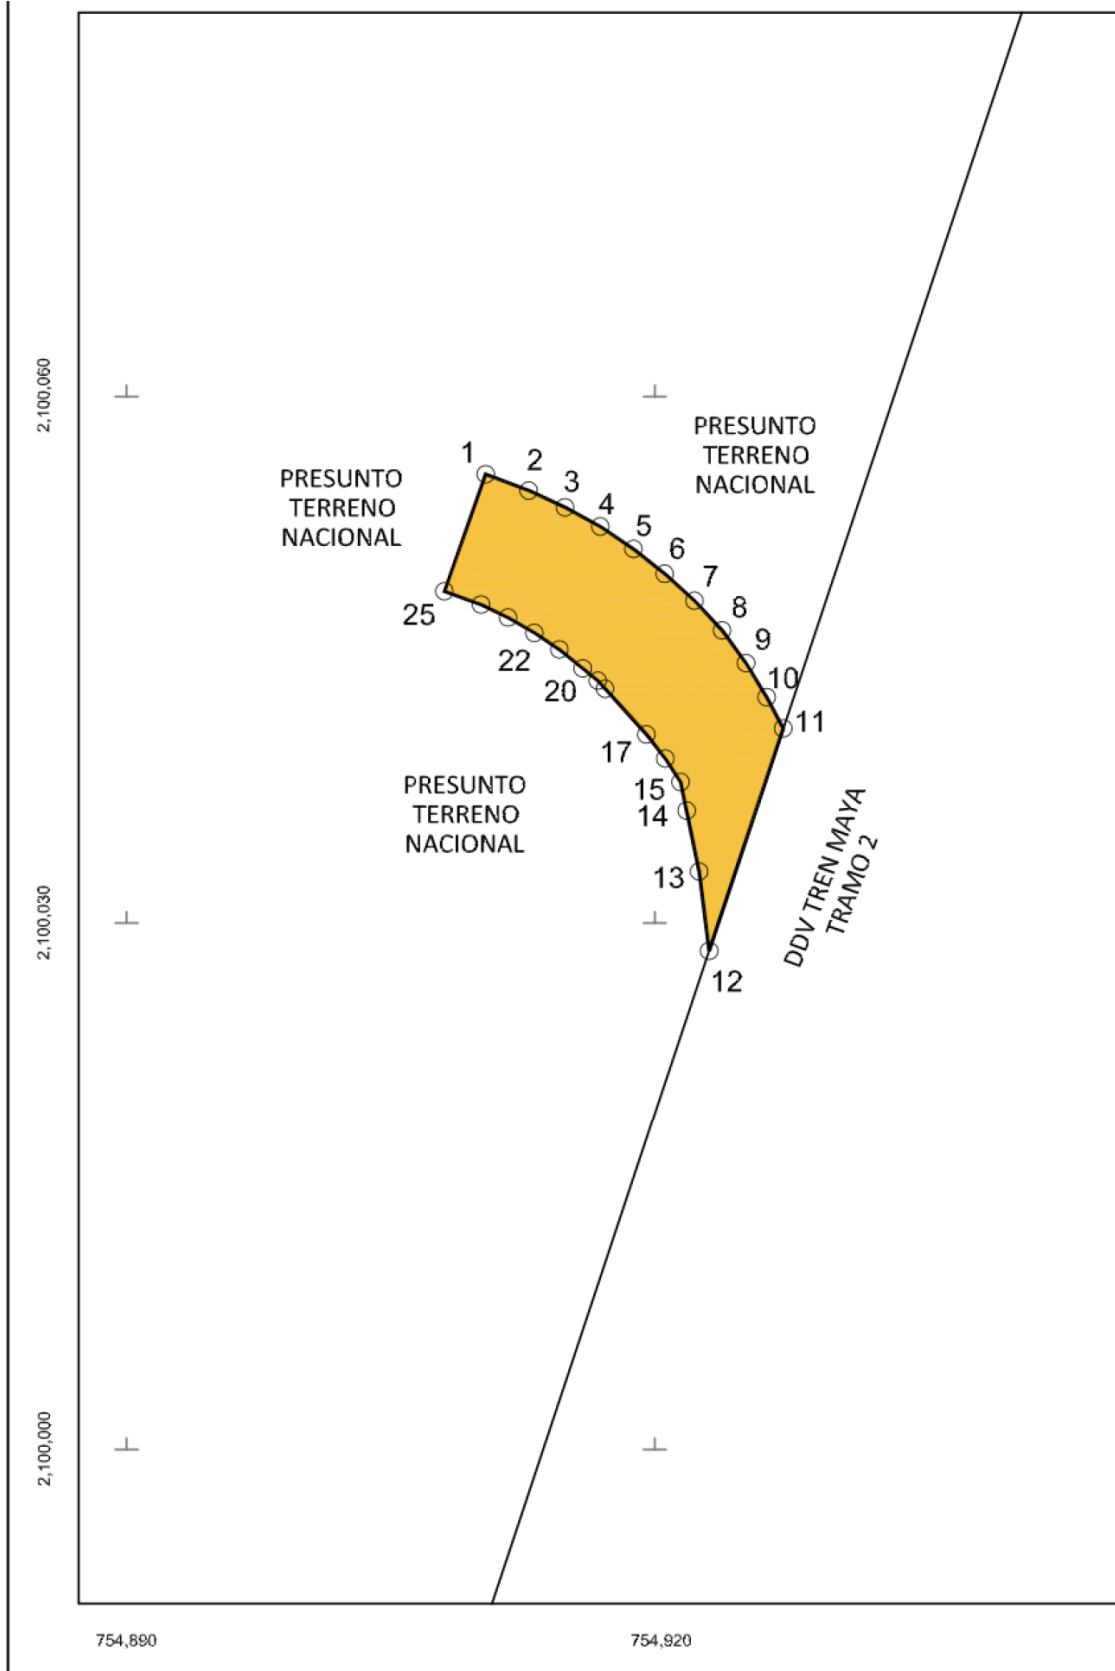 2,100,060
PRESUNTO
TERRENO
NACIONAL
1
2
3
4
5
6
7
8
9
10
11
PRESUNTO
TERRENO
NACIONAL
25
22
20
17
15
14
13
12
PRESUNTO
TERRENO
NACIONAL
DDV TREN MAYA
TRAMO 2
2,100,030
2,100,000
754,890
754,920